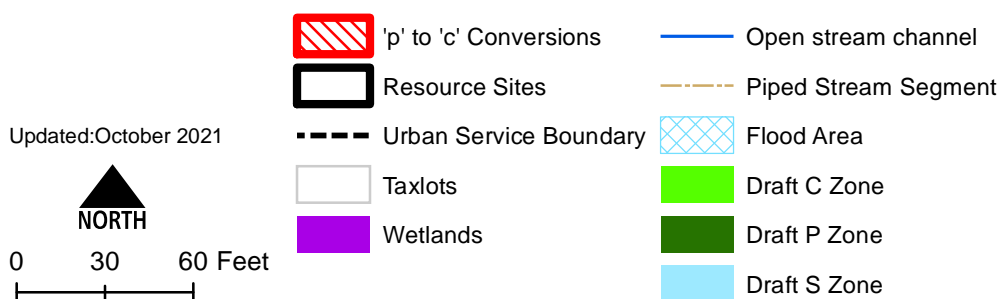 Updated:October 2021
NORTH
0 30 60 Feet
'p' to 'c' Conversions
Resource Sites
Urban Service Boundary
Taxlots
Wetlands
Open stream channel
Piped Stream Segment
Flood Area
Draft C Zone
Draft P Zone
Draft S Zone